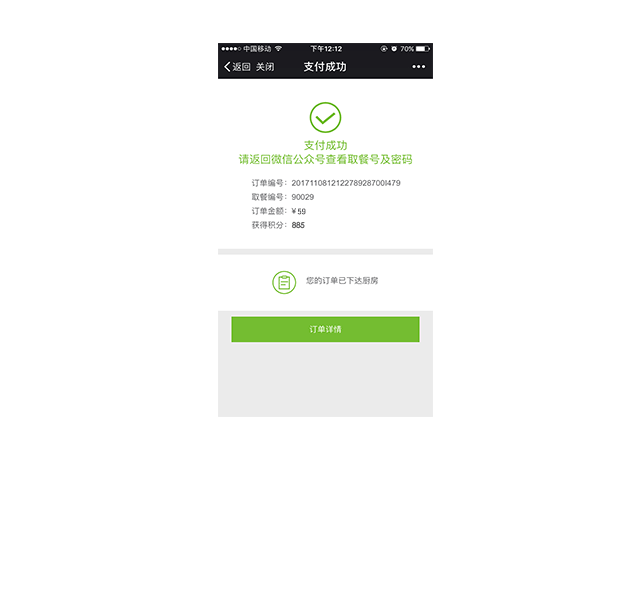 中国移动 下午12:12 70%
返回 关闭 支付成功
支付成功
请返回微信公众号查看取餐号及密码
订单编号：201711081212278928700I479
取餐编号：90029
订单金额：¥59
获得积分：885
您的订单已下达厨房
订单详情